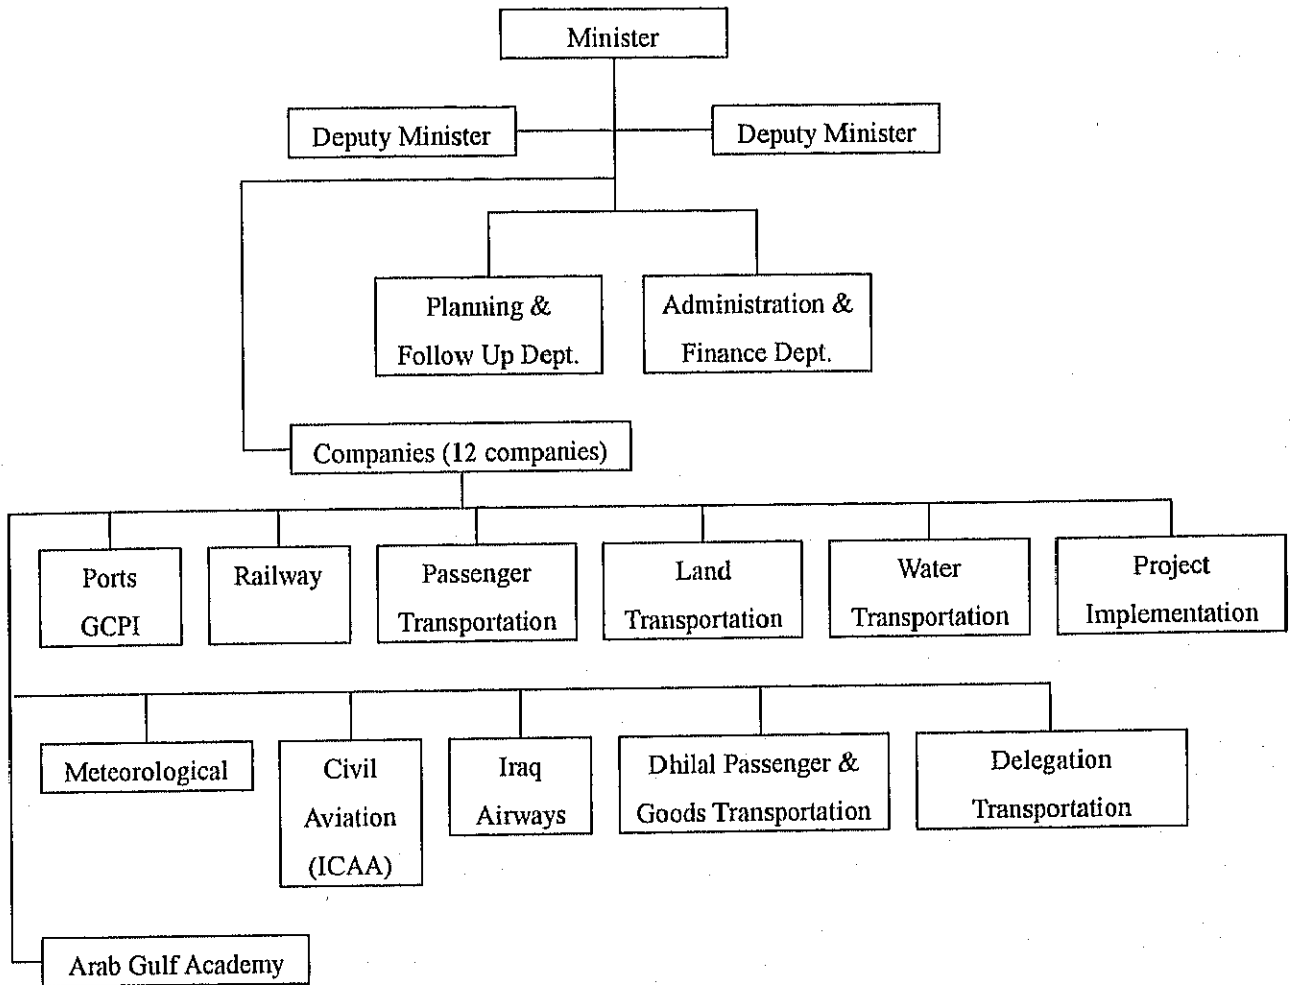 Minister
Deputy Minister
Deputy Minister
Planning &
Follow Up Dept.
Administration &
Finance Dept.
Companies (12 companies)
Ports
GCPI
Railway
Passenger
Transportation
Land
Transportation
Water
Transportation
Project
Implementation
Meteorological
Civil
Aviation
(ICAA)
Iraq
Airways
Dhilal Passenger &
Goods Transportation
Delegation
Transportation
Arab Gulf Academy